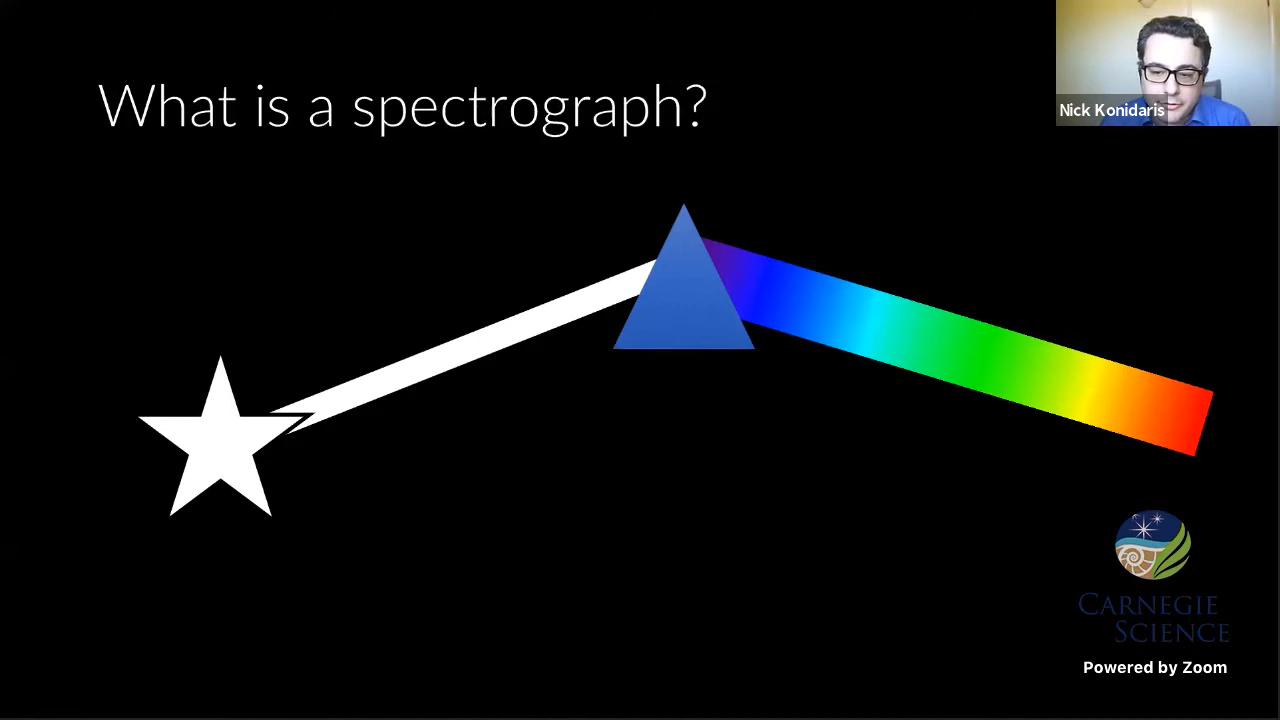 What is a spectrograph?
Nick Konidaris
CARNEGIE
SCIENCE
Powered by Zoom